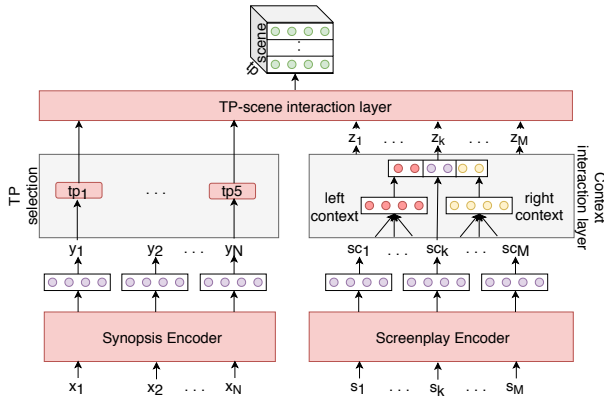 scene
tp
:
TP-scene interaction layer
z1 . . . zk . . . zM
TP selection
tp1 . . . tp5
left context
right context
Context interaction layer
y1 y2 . . . yN
sc1 . . . sck . . . scM
Synopsis Encoder
Screenplay Encoder
x1 x2 . . . xN
s1 . . . sk . . . sM